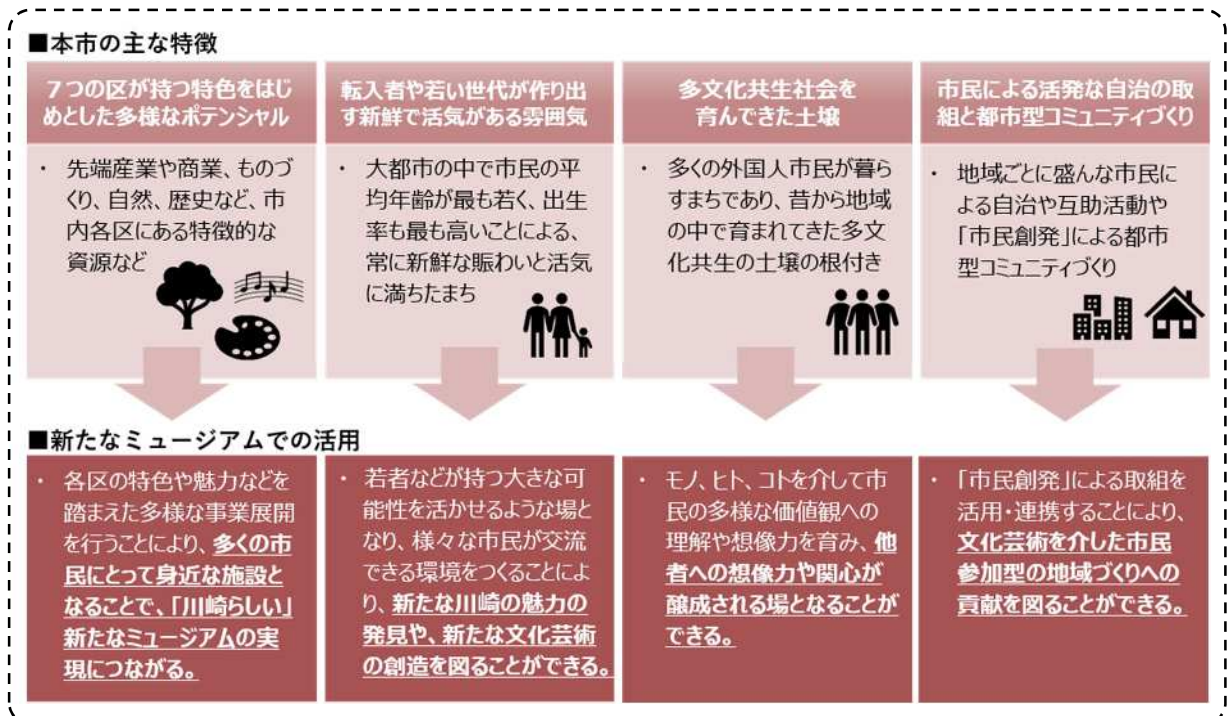 ■本市の主な特徴
７つの区が持つ特色をはじ
めとした多様なポテンシャル
・ 先端産業や商業、ものづ
くり、自然、歴史など、市
内各区にある特徴的な
資源など
転入者や若い世代が作り出
す新鮮で活気がある雰囲気
・ 大都市の中で市民の平
均年齢が最も若く、出生
率も最も高いことによる、
常に新鮮な賑わいと活気
に満ちたまち
多文化共生社会を
育んできた土壌
・ 多くの外国人市民が暮ら
すまちであり、昔から地域
の中で育まれてきた多文
化共生の土壌の根付き
市民による活発な自治の取
組と都市型コミュニティづくり
・ 地域ごとに盛んな市民に
よる自治や互助活動や
「市民創発」による都市
型コミュニティづくり
■新たなミュージアムでの活用
・ 各区の特色や魅力などを
踏まえた多様な事業展開
を行うことにより、多くの市
民にとって身近な施設と
なることで、「川崎らしい」
新たなミュージアムの実
現につながる。
・ 若者などが持つ大きな可
能性を活かせるような場と
なり、様々な市民が交流
できる環境をつくることによ
り、新たな川崎の魅力の
発見や、新たな文化芸術
の創造を図ることができる。
・ モノ、ヒト、コトを介して市
民の多様な価値観への
理解や想像力を育み、他
者への想像力や関心が
醸成される場となることが
できる。
・ 「市民創発」による取組を
活用・連携することにより、
文化芸術を介した市民
参加型の地域づくりへの
貢献を図ることができる。